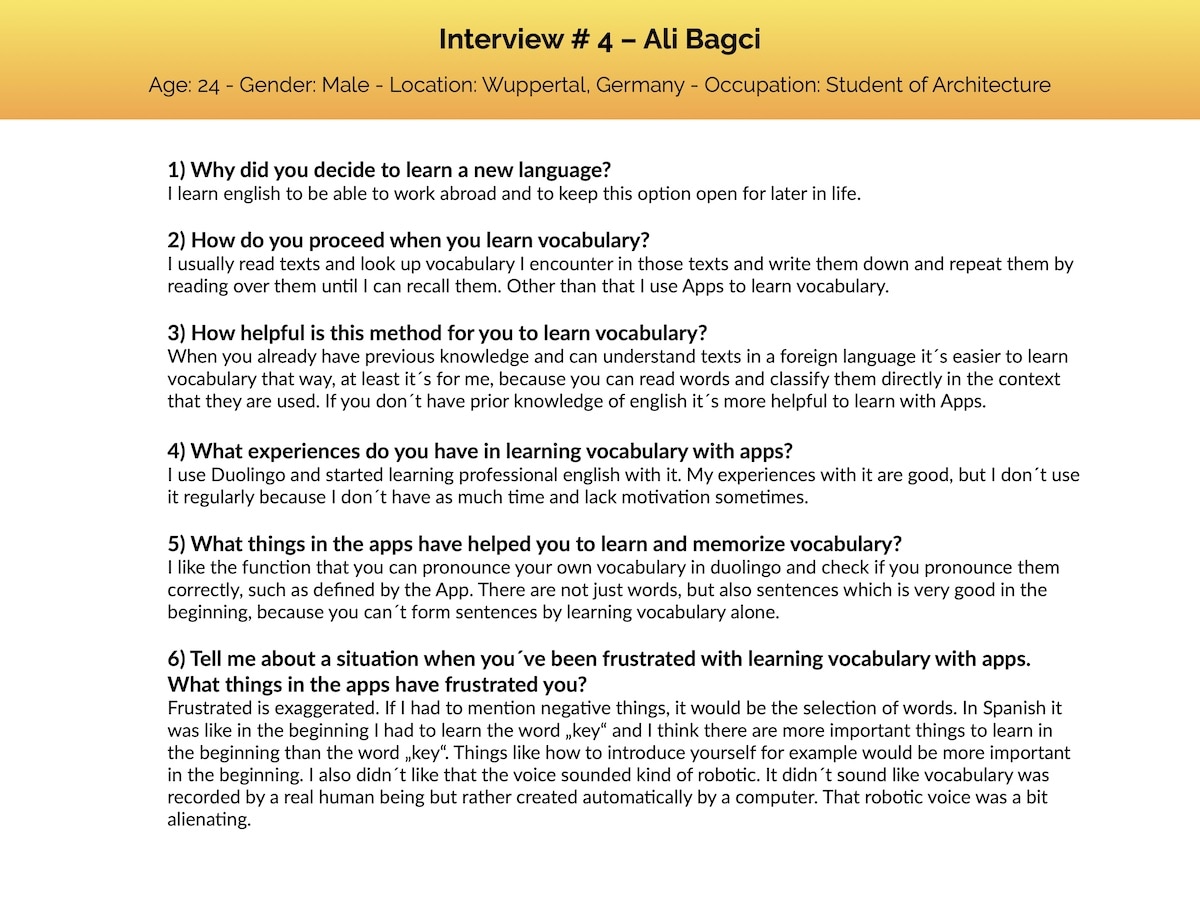 Interview # 4 – Ali Bagci
Age: 24 - Gender: Male - Location: Wuppertal, Germany - Occupation: Student of Architecture
1) Why did you decide to learn a new language?
I learn english to be able to work abroad and to keep this option open for later in life.
2) How do you proceed when you learn vocabulary?
I usually read texts and look up vocabulary I encounter in those texts and write them down and repeat them by
reading over them until I can recall them. Other than that I use Apps to learn vocabulary.
3) How helpful is this method for you to learn vocabulary?
When you already have previous knowledge and can understand texts in a foreign language it´s easier to learn
vocabulary that way, at least it´s for me, because you can read words and classify them directly in the context
that they are used. If you don´t have prior knowledge of english it´s more helpful to learn with Apps.
4) What experiences do you have in learning vocabulary with apps?
I use Duolingo and started learning professional english with it. My experiences with it are good, but I don´t use
it regularly because I don´t have as much time and lack motivation sometimes.
5) What things in the apps have helped you to learn and memorize vocabulary?
I like the function that you can pronounce your own vocabulary in duolingo and check if you pronounce them
correctly, such as defined by the App. There are not just words, but also sentences which is very good in the
beginning, because you can´t form sentences by learning vocabulary alone.
6) Tell me about a situation when you´ve been frustrated with learning vocabulary with apps.
What things in the apps have frustrated you?
Frustrated is exaggerated. If I had to mention negative things, it would be the selection of words. In Spanish it
was like in the beginning I had to learn the word „key“ and I think there are more important things to learn in
the beginning than the word „key“. Things like how to introduce yourself for example would be more important
in the beginning. I also didn´t like that the voice sounded kind of robotic. It didn´t sound like vocabulary was
recorded by a real human being but rather created automatically by a computer. That robotic voice was a bit
alienating.